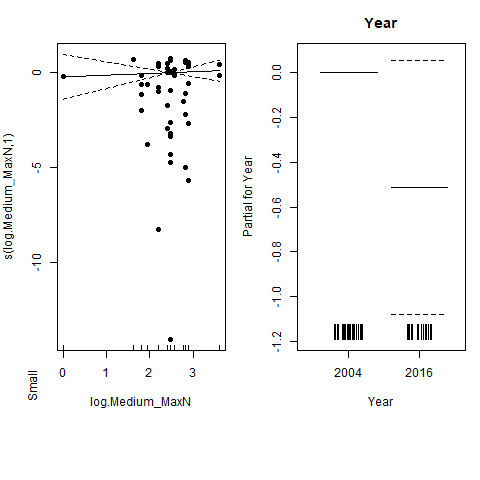 Year
s(log.Medium_MaxN,1)
0
-5
-10
0
1
2
3
log.Medium_MaxN
Small
Partial for Year
0.0
-0.2
-0.4
-0.6
-0.8
-1.0
-1.2
2004
2016
Year